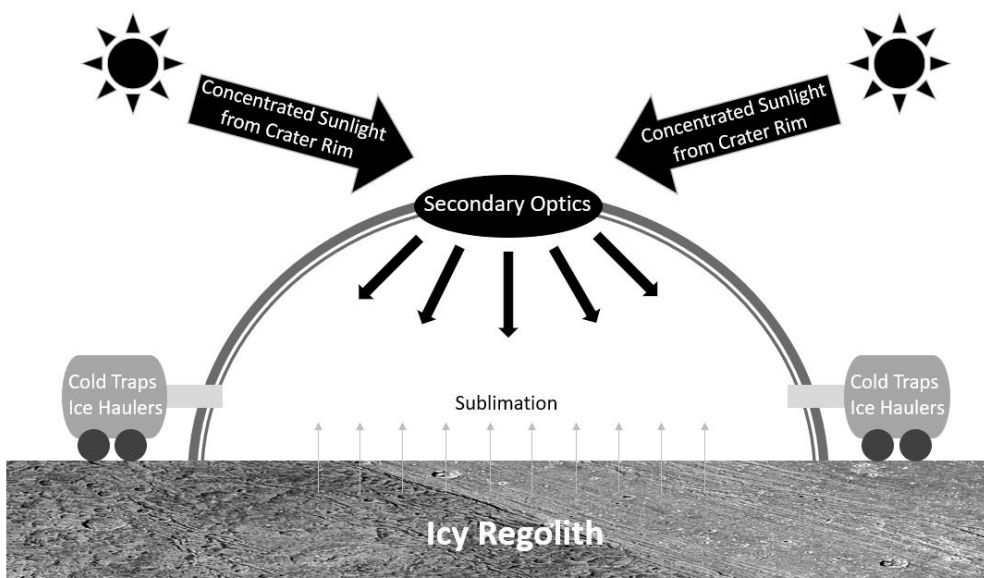 Concentrated Sunlight
from Crater Rim
Concentrated Sunlight
from Crater Rim
Secondary Optics
Cold Traps
Ice Haulers
Sublimation
Cold Traps
Ice Haulers
Icy Regolith